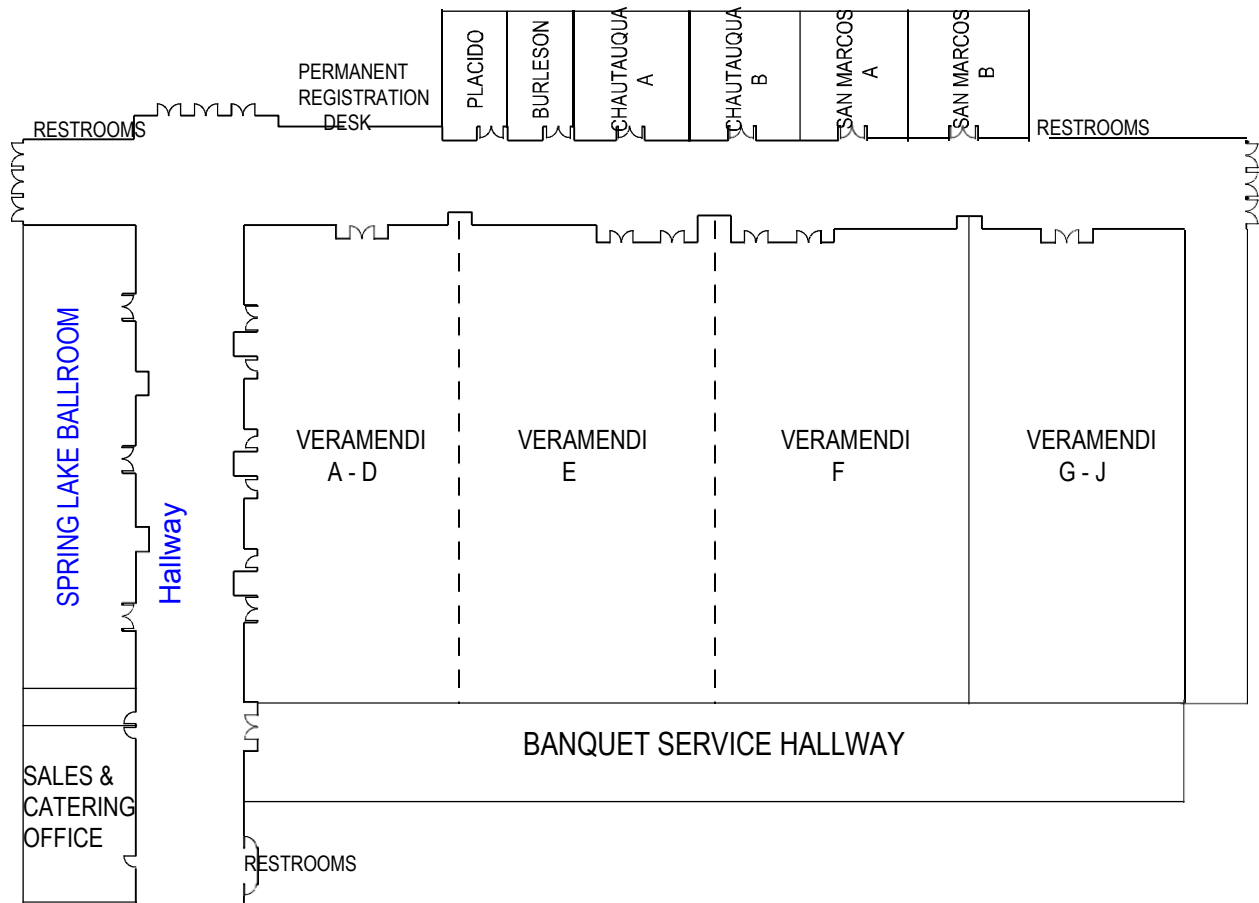 PERMANENT
REGISTRATION
DESK
RESTROOMS
PLACIDO
BURLESON
CHAUTAUQUA
A
CHAUTAUQUA
B
SAN MARCOS
A
SAN MARCOS
B
RESTROOMS
SPRING LAKE BALLROOM
Hallway
VERAMENDI
A - D
VERAMENDI
E
VERAMENDI
F
VERAMENDI
G - J
BANQUET SERVICE HALLWAY
SALES &
CATERING
OFFICE
RESTROOMS